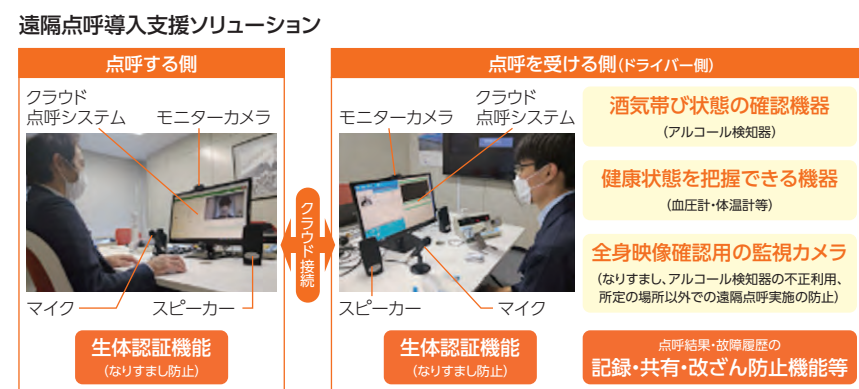 遠隔点呼導入支援ソリューション
点呼する側
クラウド
点呼システム
モニターカメラ
マイク
スピーカー
生体認証機能
(なりすまし防止)
クラウド接続
点呼を受ける側(ドライバー側)
モニターカメラ
クラウド
点呼システム
スピーカー
マイク
生体認証機能
(なりすまし防止)
酒気帯び状態の確認機器
(アルコール検知器)
健康状態を把握できる機器
(血圧計・体温計等)
全身映像確認用の監視カメラ
(なりすまし、アルコール検知器の不正利用、
所定の場所以外での遠隔点呼実施の防止)
点呼結果・故障履歴の
記録・共有・改ざん防止機能等